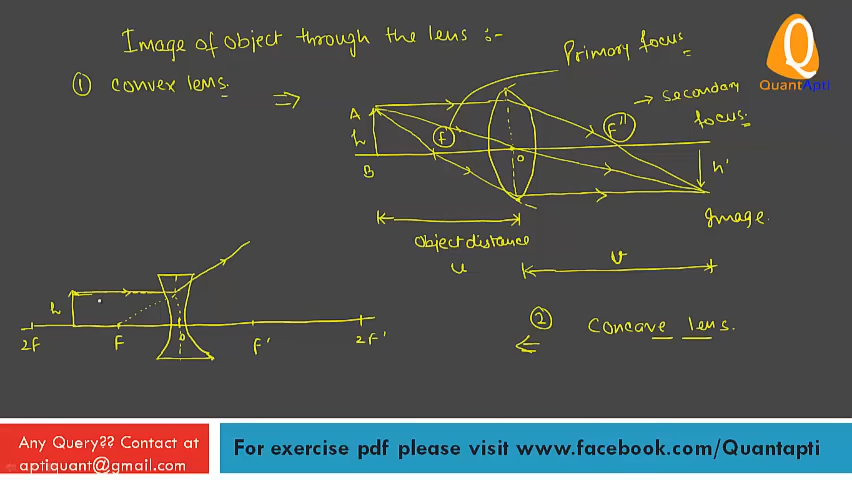 Image of object through the lens :-
① convex lens. ⇒
Primary focus
QuantApti
→ secondary
focus.
A
h
B
F
O
F"
h'
Image.
Object distance
u
v
② Concave lens.
⇐
h
2F
F
O
F'
2F'
Any Query?? Contact at
aptiquant@gmail.com
For exercise pdf please visit www.facebook.com/Quantapti